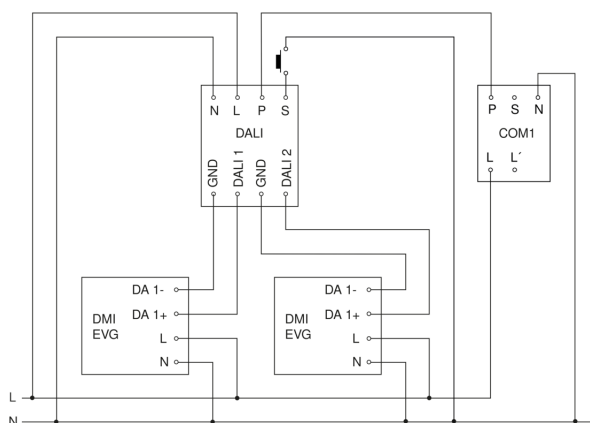 N L P S
DALI
GND DALI 1 GND DALI 2
P S N
COM1
L L´
DA 1-
DMI
EVG
DA 1+
L
N
DA 1-
DMI
EVG
DA 1+
L
N
L
N